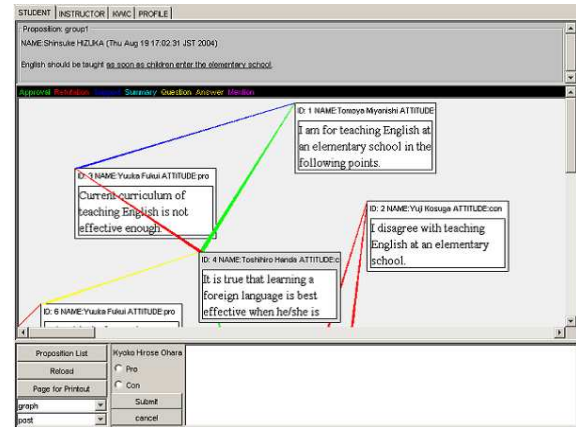 STUDENT INSTRUCTOR KWIC PROFILE
Proposition: group1
NAME:Shinsuke HIZUKA (Thu Aug 19 17:02:31 JST 2004)
English should be taught as soon as children enter the elementary school.
Approval Refutation Support Summary Question Answer Mention
ID: 1 NAME:Tomoya Miyanishi ATTITUDE
I am for teaching English at
an elementary school in the
following points.
ID: 3 NAME:Yuuka Fukui ATTITUDE:pro
Current curriculum of
teaching English is not
effective enough
ID: 2 NAME:Yuji Kosuga ATTITUDE:con
I disagree with teaching
English at an elementary
school.
ID: 4 NAME:Toshihiro Handa ATTITUDE:c
It is true that learning a
foreign language is best
effective when he/she is
ID: 6 NAME:Yuuka Fukui ATTITUDE:pro
Proposition List
Reload
Page for Printout
graph
post
Kyoko Hirose Ohara
Pro
Con
Submit
cancel